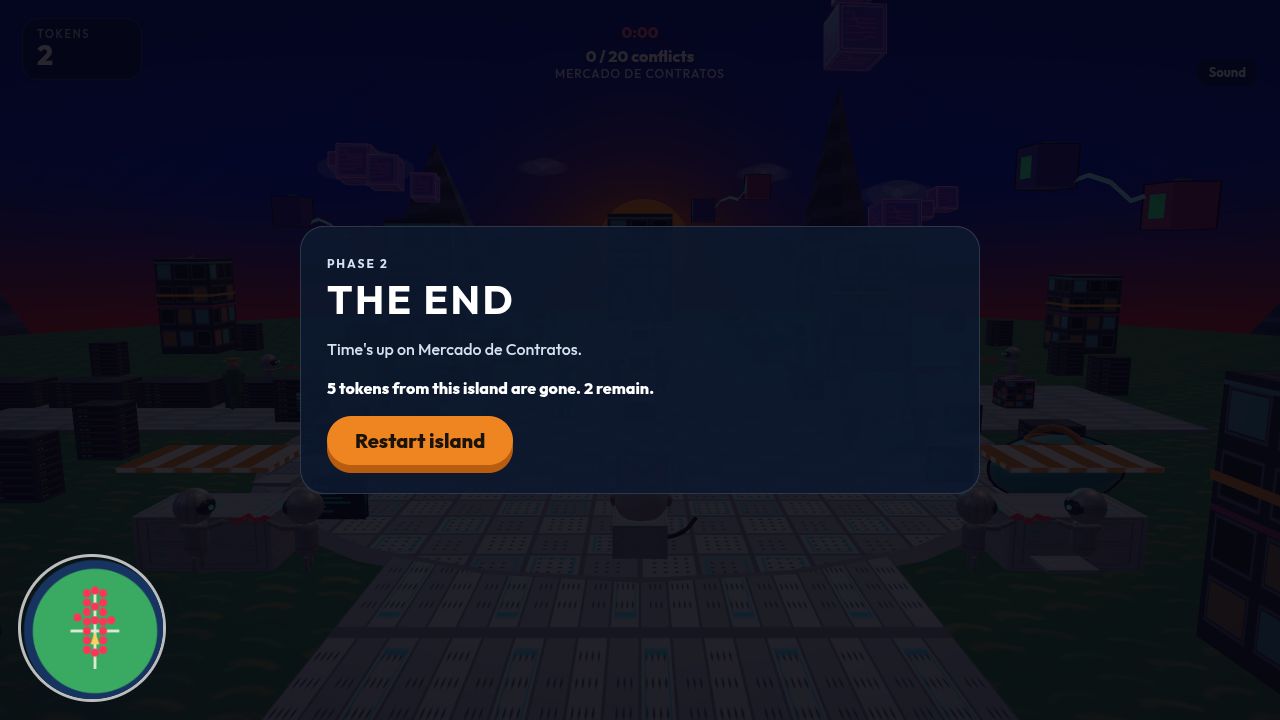 TOKENS
2
0:00
0 / 20 conflicts
MERCADO DE CONTRATOS
Sound
PHASE 2
THE END
Time's up on Mercado de Contratos.
5 tokens from this island are gone. 2 remain.
Restart island